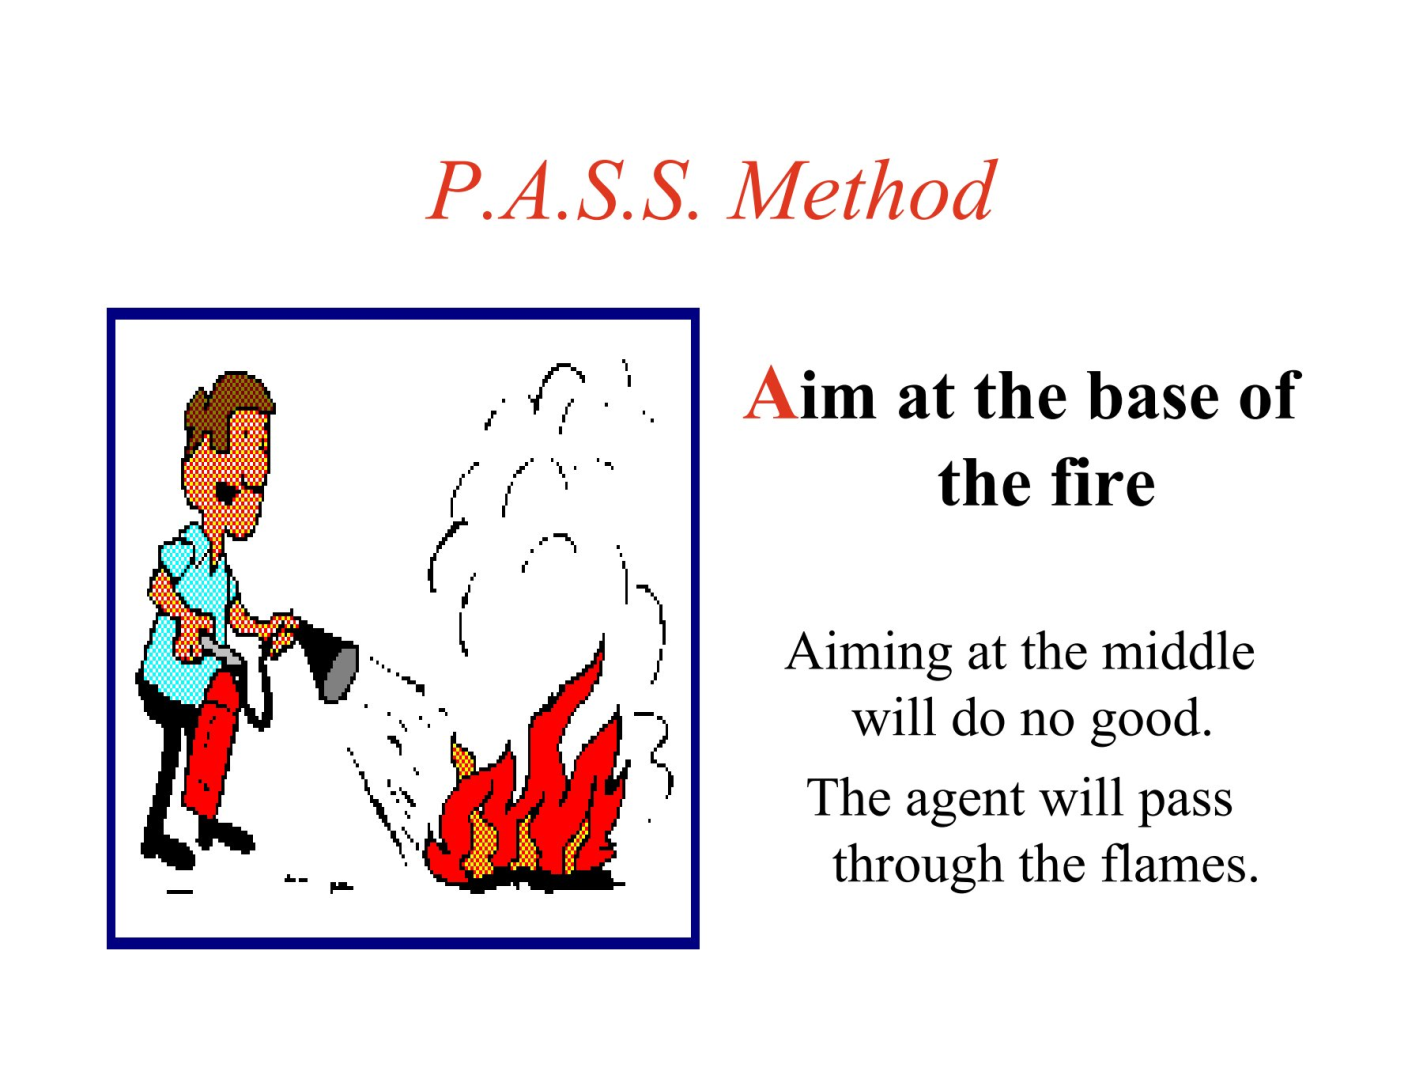 P.A.S.S. Method
Aim at the base of
the fire
Aiming at the middle
will do no good.
The agent will pass
through the flames.